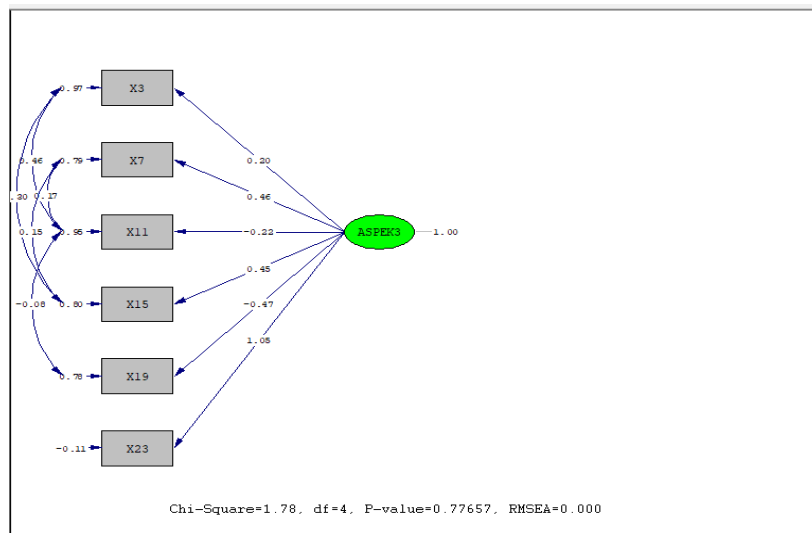 0.97 X3
0.20
0.46 0.79 X7
0.46
.30 0.17
0.15 0.95 X11 -0.22 ASPEK3 1.00
0.45
-0.08 0.80 X15 -0.47
1.05
0.78 X19
-0.11 X23
Chi-Square=1.78, df=4, P-value=0.77657, RMSEA=0.000